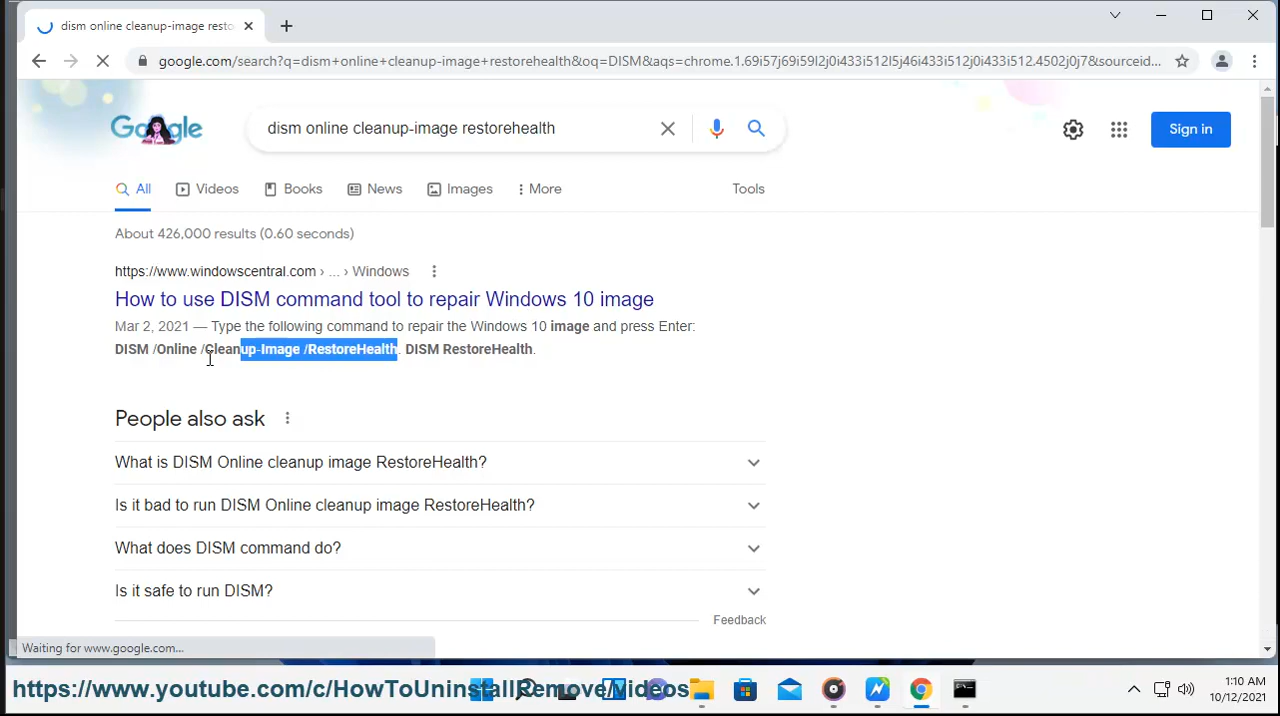 dism online cleanup-image resto
google.com/search?q=dism+online+cleanup-image+restorehealth&oq=DISM&aqs=chrome.1.69i57j69i59l2j0i433i512l5j46i433i512j0i433i512.4502j0j7&sourceid...
Google
dism online cleanup-image restorehealth
Sign in
All Videos Books News Images More Tools
About 426,000 results (0.60 seconds)
https://www.windowscentral.com › ... › Windows
How to use DISM command tool to repair Windows 10 image
Mar 2, 2021 — Type the following command to repair the Windows 10 image and press Enter:
DISM /Online /Cleanup-Image /RestoreHealth. DISM RestoreHealth.
People also ask
What is DISM Online cleanup image RestoreHealth?
Is it bad to run DISM Online cleanup image RestoreHealth?
What does DISM command do?
Is it safe to run DISM?
Feedback
Waiting for www.google.com...
https://www.youtube.com/c/HowToUninstallRemove/videos
1:10 AM
10/12/2021